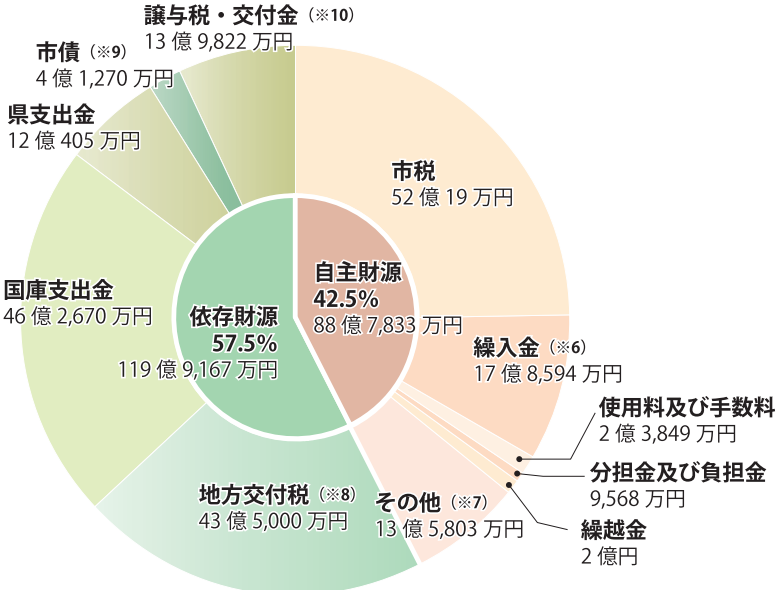 譲与税・交付金（※10）
13 億 9,822 万円
市債（※9）
4 億 1,270 万円
県支出金
12 億 405 万円
市税
52 億 19 万円
国庫支出金
46 億 2,670 万円
自主財源
42.5%
88 億 7,833 万円
依存財源
57.5%
119 億 9,167 万円
繰入金（※6）
17 億 8,594 万円
使用料及び手数料
2 億 3,849 万円
分担金及び負担金
9,568 万円
地方交付税（※8）
43 億 5,000 万円
その他（※7）
13 億 5,803 万円
繰越金
2 億円